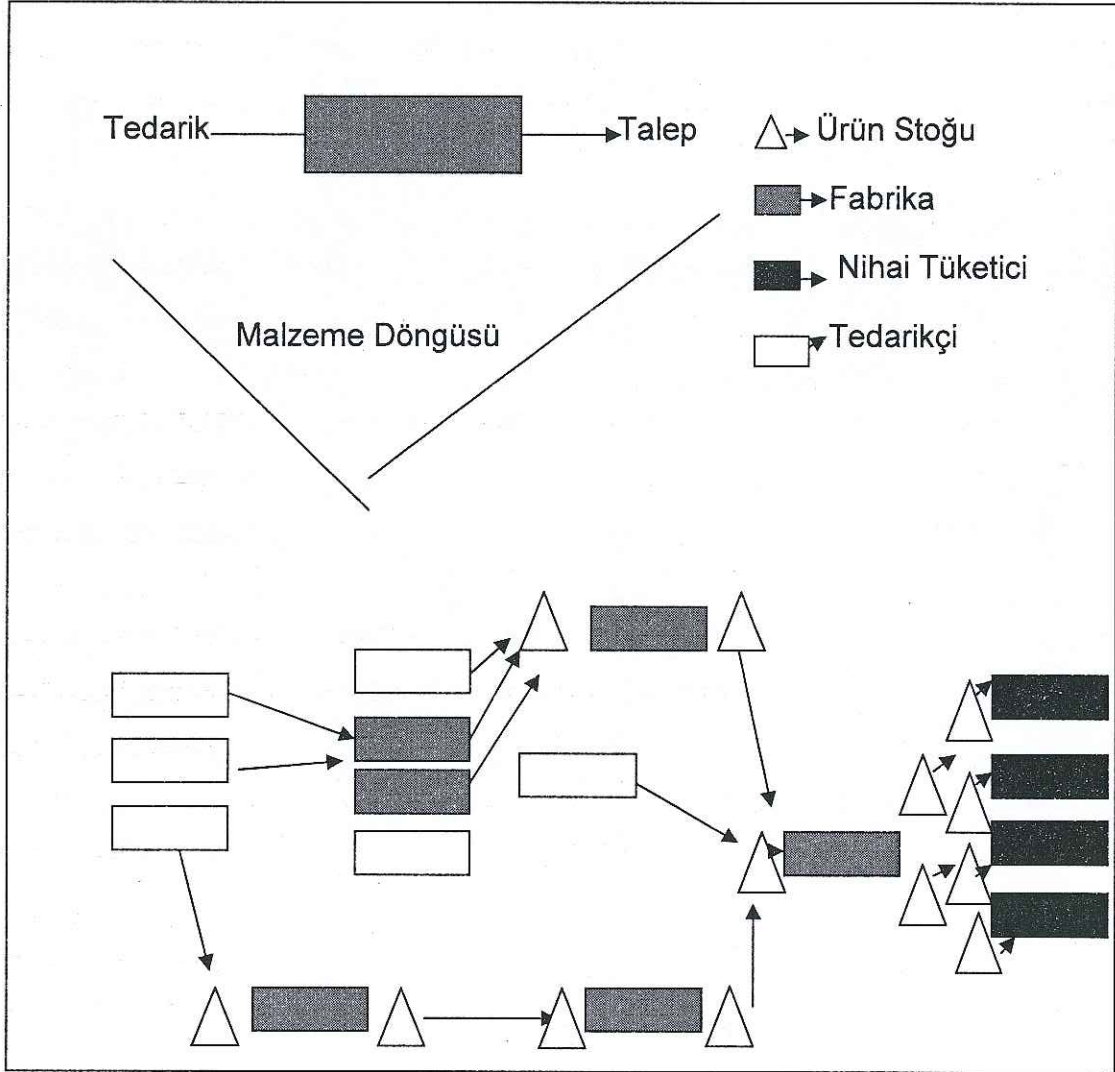 Tedarik
Talep
Ürün Stoğu
Fabrika
Nihai Tüketici
Malzeme Döngüsü
Tedarikçi